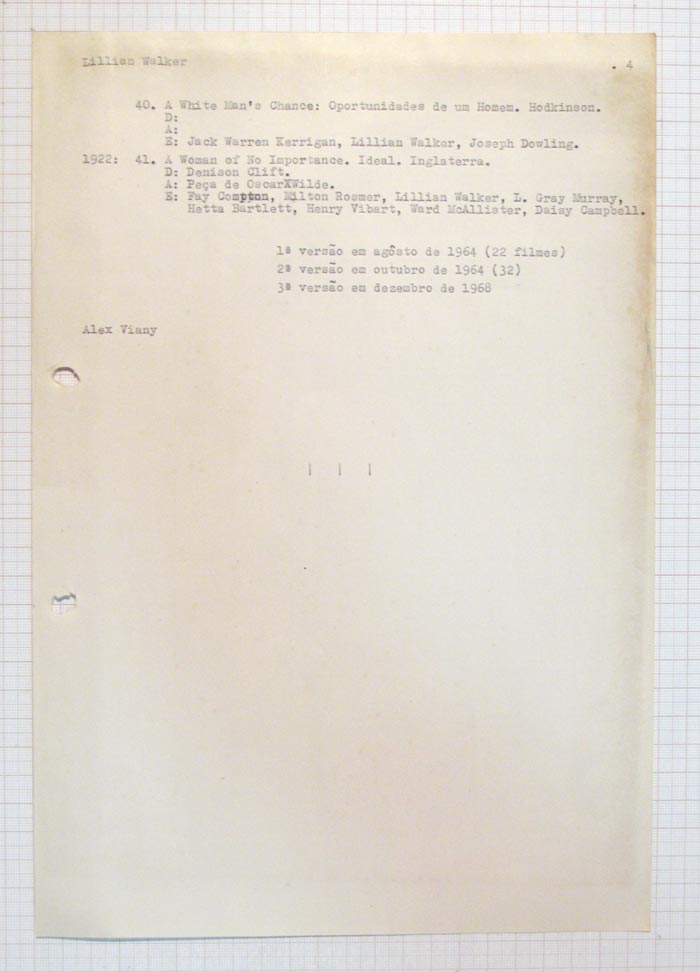 Lillian Walker . 4
40. A White Man's Chance: Oportunidades de um Homem. Hodkinson.
D:
A:
E: Jack Warren Kerrigan, Lillian Walker, Joseph Dowling.
1922: 41. A Woman of No Importance. Ideal. Inglaterra.
D: Denison Clift.
A: Peça de OscarXWilde.
E: Fay Compton, Milton Rosmer, Lillian Walker, L. Gray Murray,
Hetta Bartlett, Henry Vibart, Ward McAllister, Daisy Campbell.
1ª versão em agôsto de 1964 (22 filmes)
2ª versão em outubro de 1964 (32)
3ª versão em dezembro de 1968
Alex Viany
| | |